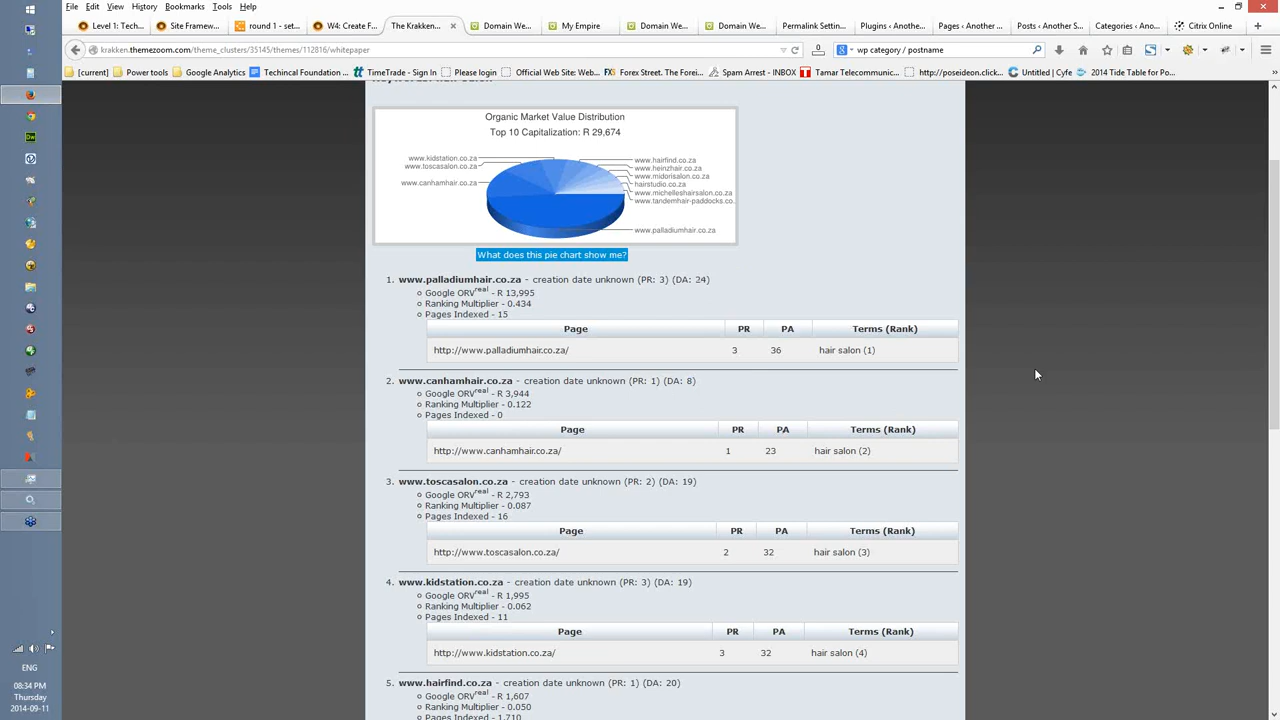 File Edit View History Bookmarks Tools Help
Level 1: Tech... Site Framew... round 1 - set... W4: Create F... The Krakken... Domain We... My Empire Domain We... Domain We... Permalink Settin... Plugins ‹ Anothe... Pages ‹ Another ... Posts ‹ Another S... Categories ‹ Ano... Citrix Online
krakken.themezoom.com/theme_clusters/35145/themes/112816/whitepaper wp category / postname
[current] Power tools Google Analytics Techincal Foundation ... TimeTrade - Sign In Please login Official Web Site: Web... Forex Street. The Forei... Spam Arrest - INBOX Tamar Telecommunic... http://poseidon.click... Untitled | Cyfe 2014 Tide Table for Po...
Organic Market Value Distribution
Top 10 Capitalization: R 29,674
www.kidstation.co.za
www.toscasalon.co.za
www.canhamhair.co.za
www.hairfind.co.za
www.heinzhair.co.za
www.midorisalon.co.za
hairstudio.co.za
www.michelleshairsalon.co.za
www.tandemhair-paddocks.co...
www.palladiumhair.co.za
What does this pie chart show me?
1. www.palladiumhair.co.za - creation date unknown (PR: 3) (DA: 24)
Google ORVreal - R 13,995
Ranking Multiplier - 0.434
Pages Indexed - 15
Page PR PA Terms (Rank)
http://www.palladiumhair.co.za/ 3 36 hair salon (1)
2. www.canhamhair.co.za - creation date unknown (PR: 1) (DA: 8)
Google ORVreal - R 3,944
Ranking Multiplier - 0.122
Pages Indexed - 0
Page PR PA Terms (Rank)
http://www.canhamhair.co.za/ 1 23 hair salon (2)
3. www.toscasalon.co.za - creation date unknown (PR: 2) (DA: 19)
Google ORVreal - R 2,793
Ranking Multiplier - 0.087
Pages Indexed - 16
Page PR PA Terms (Rank)
http://www.toscasalon.co.za/ 2 32 hair salon (3)
4. www.kidstation.co.za - creation date unknown (PR: 3) (DA: 19)
Google ORVreal - R 1,995
Ranking Multiplier - 0.062
Pages Indexed - 11
Page PR PA Terms (Rank)
http://www.kidstation.co.za/ 3 32 hair salon (4)
5. www.hairfind.co.za - creation date unknown (PR: 1) (DA: 20)
Google ORVreal - R 1,607
Ranking Multiplier - 0.050
Pages Indexed - 1,710
ENG
08:34 PM
Thursday
2014-09-11